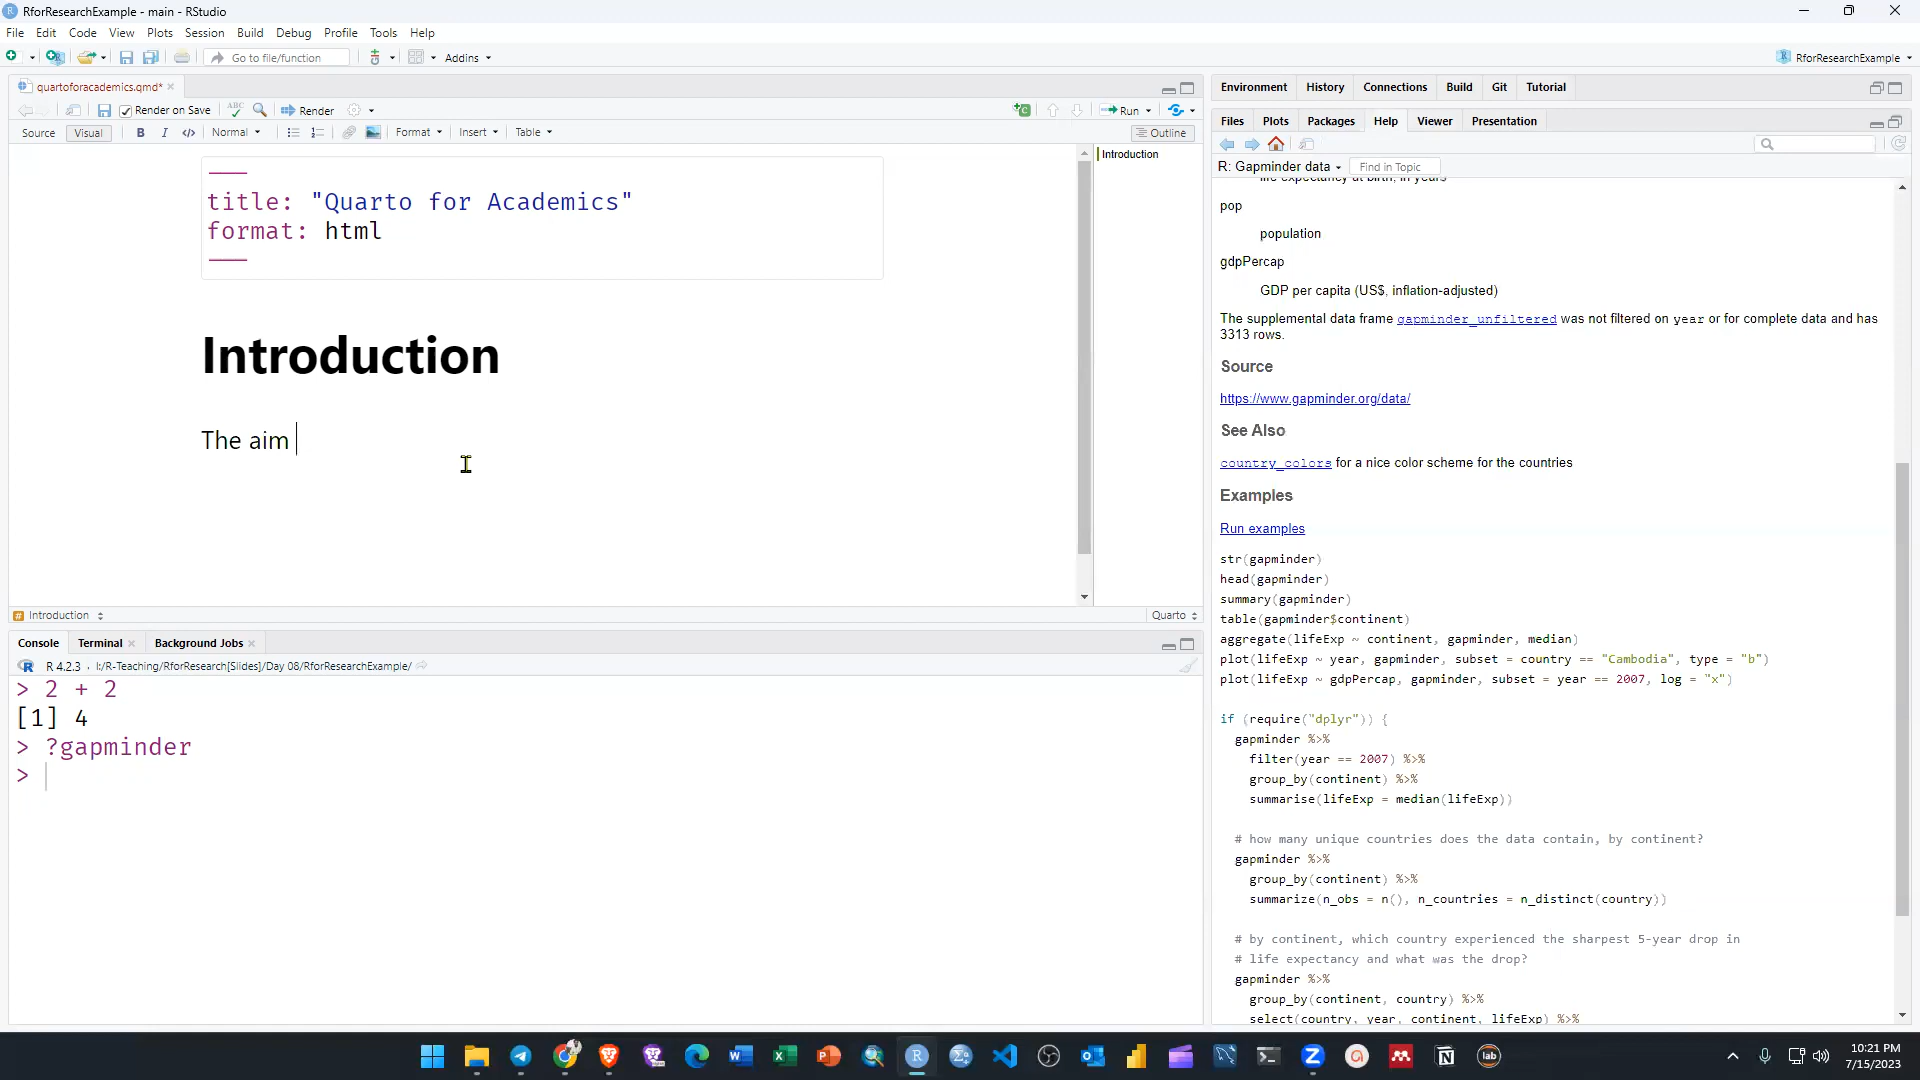 RforResearchExample - main - RStudio
File Edit Code View Plots Session Build Debug Profile Tools Help
Go to file/function Addins RforResearchExample
quartoforacademics.qmd*
Render on Save ABC Render Run
Source Visual B I </> Normal Format Insert Table Outline
title: "Quarto for Academics"
format: html
Introduction
The aim
Introduction
Introduction Quarto
Console Terminal Background Jobs
R 4.2.3 · I:/R-Teaching/RforResearch[Slides]/Day 08/RforResearchExample/
> 2 + 2
[1] 4
> ?gapminder
>
Environment History Connections Build Git Tutorial
Files Plots Packages Help Viewer Presentation
R: Gapminder data Find in Topic
life expectancy at birth, in years
pop
population
gdpPercap
GDP per capita (US$, inflation-adjusted)
The supplemental data frame gapminder_unfiltered was not filtered on year or for complete data and has
3313 rows.
Source
https://www.gapminder.org/data/
See Also
country_colors for a nice color scheme for the countries
Examples
Run examples
str(gapminder)
head(gapminder)
summary(gapminder)
table(gapminder$continent)
aggregate(lifeExp ~ continent, gapminder, median)
plot(lifeExp ~ year, gapminder, subset = country == "Cambodia", type = "b")
plot(lifeExp ~ gdpPercap, gapminder, subset = year == 2007, log = "x")
if (require("dplyr")) {
gapminder %>%
filter(year == 2007) %>%
group_by(continent) %>%
summarise(lifeExp = median(lifeExp))
# how many unique countries does the data contain, by continent?
gapminder %>%
group_by(continent) %>%
summarize(n_obs = n(), n_countries = n_distinct(country))
# by continent, which country experienced the sharpest 5-year drop in
# life expectancy and what was the drop?
gapminder %>%
group_by(continent, country) %>%
select(country, year, continent, lifeExp) %>%
lab
10:21 PM
7/15/2023